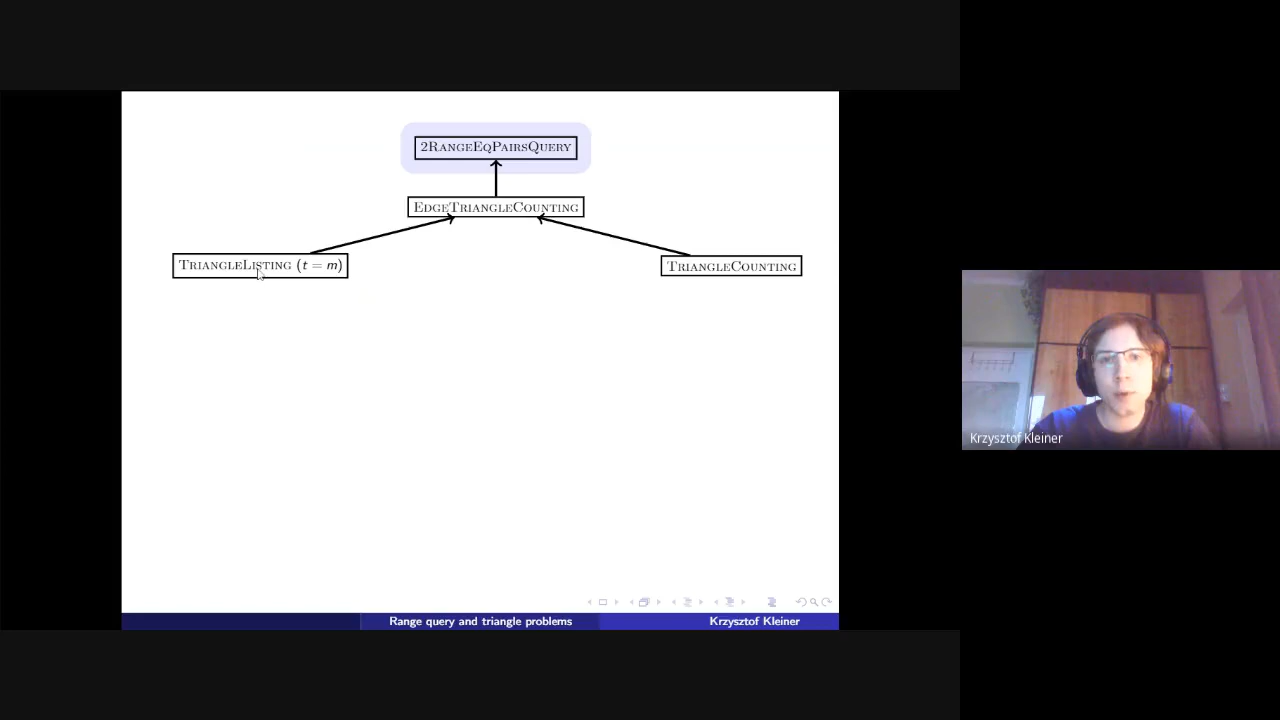 2RangeEqPairsQuery
EdgeTriangleCounting
TriangleListing (t = m)
TriangleCounting
Range query and triangle problems
Krzysztof Kleiner
Krzysztof Kleiner